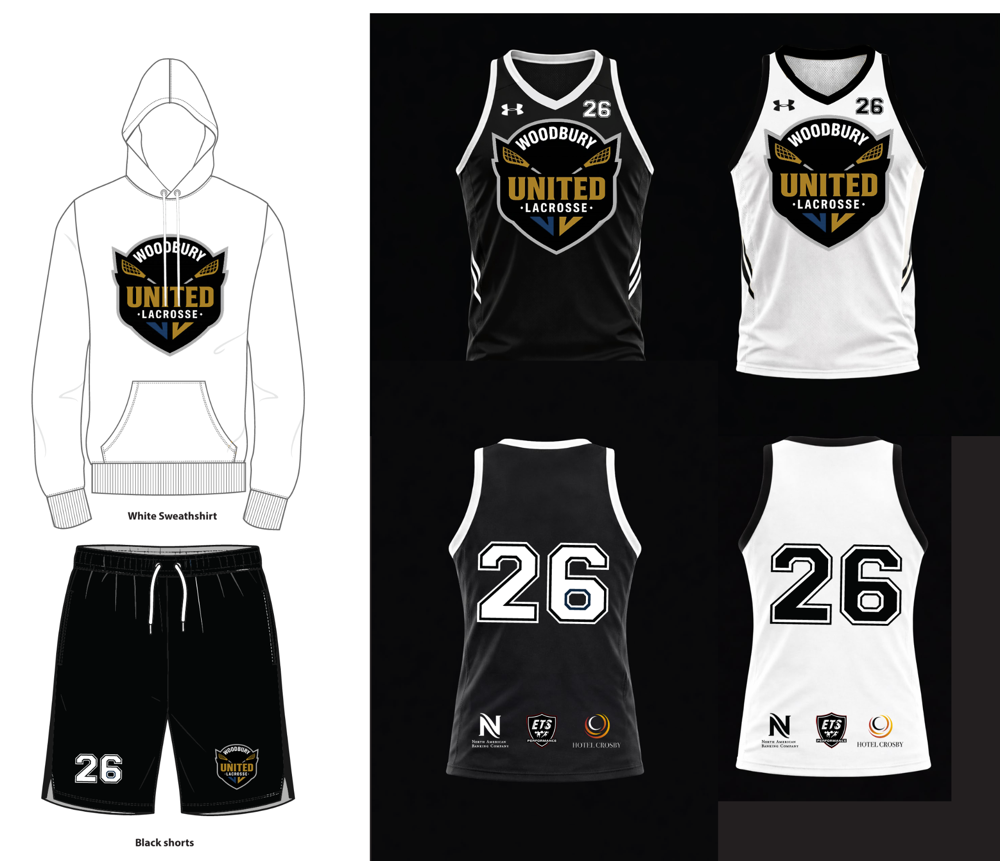 WOODBURY
UNITED
·LACROSSE·
White Sweathshirt
26
WOODBURY
UNITED
·LACROSSE·
Black shorts
26
WOODBURY
UNITED
·LACROSSE·
26
WOODBURY
UNITED
·LACROSSE·
26
N
North American
Banking Company
ETS
PERFORMANCE
HOTEL CROSBY
26
N
North American
Banking Company
ETS
PERFORMANCE
HOTEL CROSBY